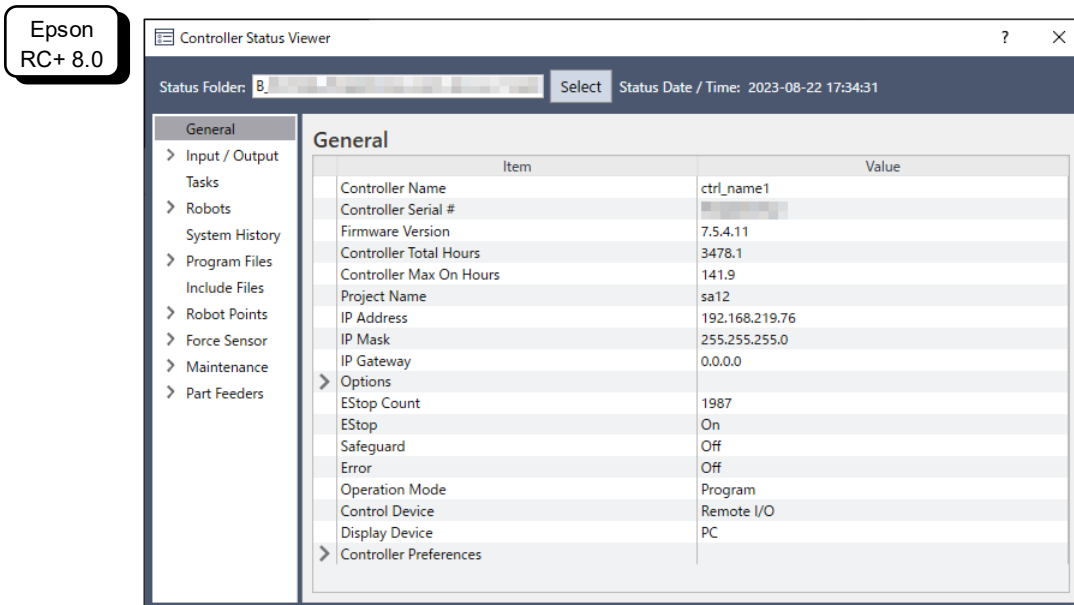 Epson
RC+ 8.0
Controller Status Viewer ? ×
Status Folder: B_ Select Status Date / Time: 2023-08-22 17:34:31
General
Input / Output
Tasks
Robots
System History
Program Files
Include Files
Robot Points
Force Sensor
Maintenance
Part Feeders
General
Item Value
Controller Name ctrl_name1
Controller Serial #
Firmware Version 7.5.4.11
Controller Total Hours 3478.1
Controller Max On Hours 141.9
Project Name sa12
IP Address 192.168.219.76
IP Mask 255.255.255.0
IP Gateway 0.0.0.0
Options
EStop Count 1987
EStop On
Safeguard Off
Error Off
Operation Mode Program
Control Device Remote I/O
Display Device PC
Controller Preferences